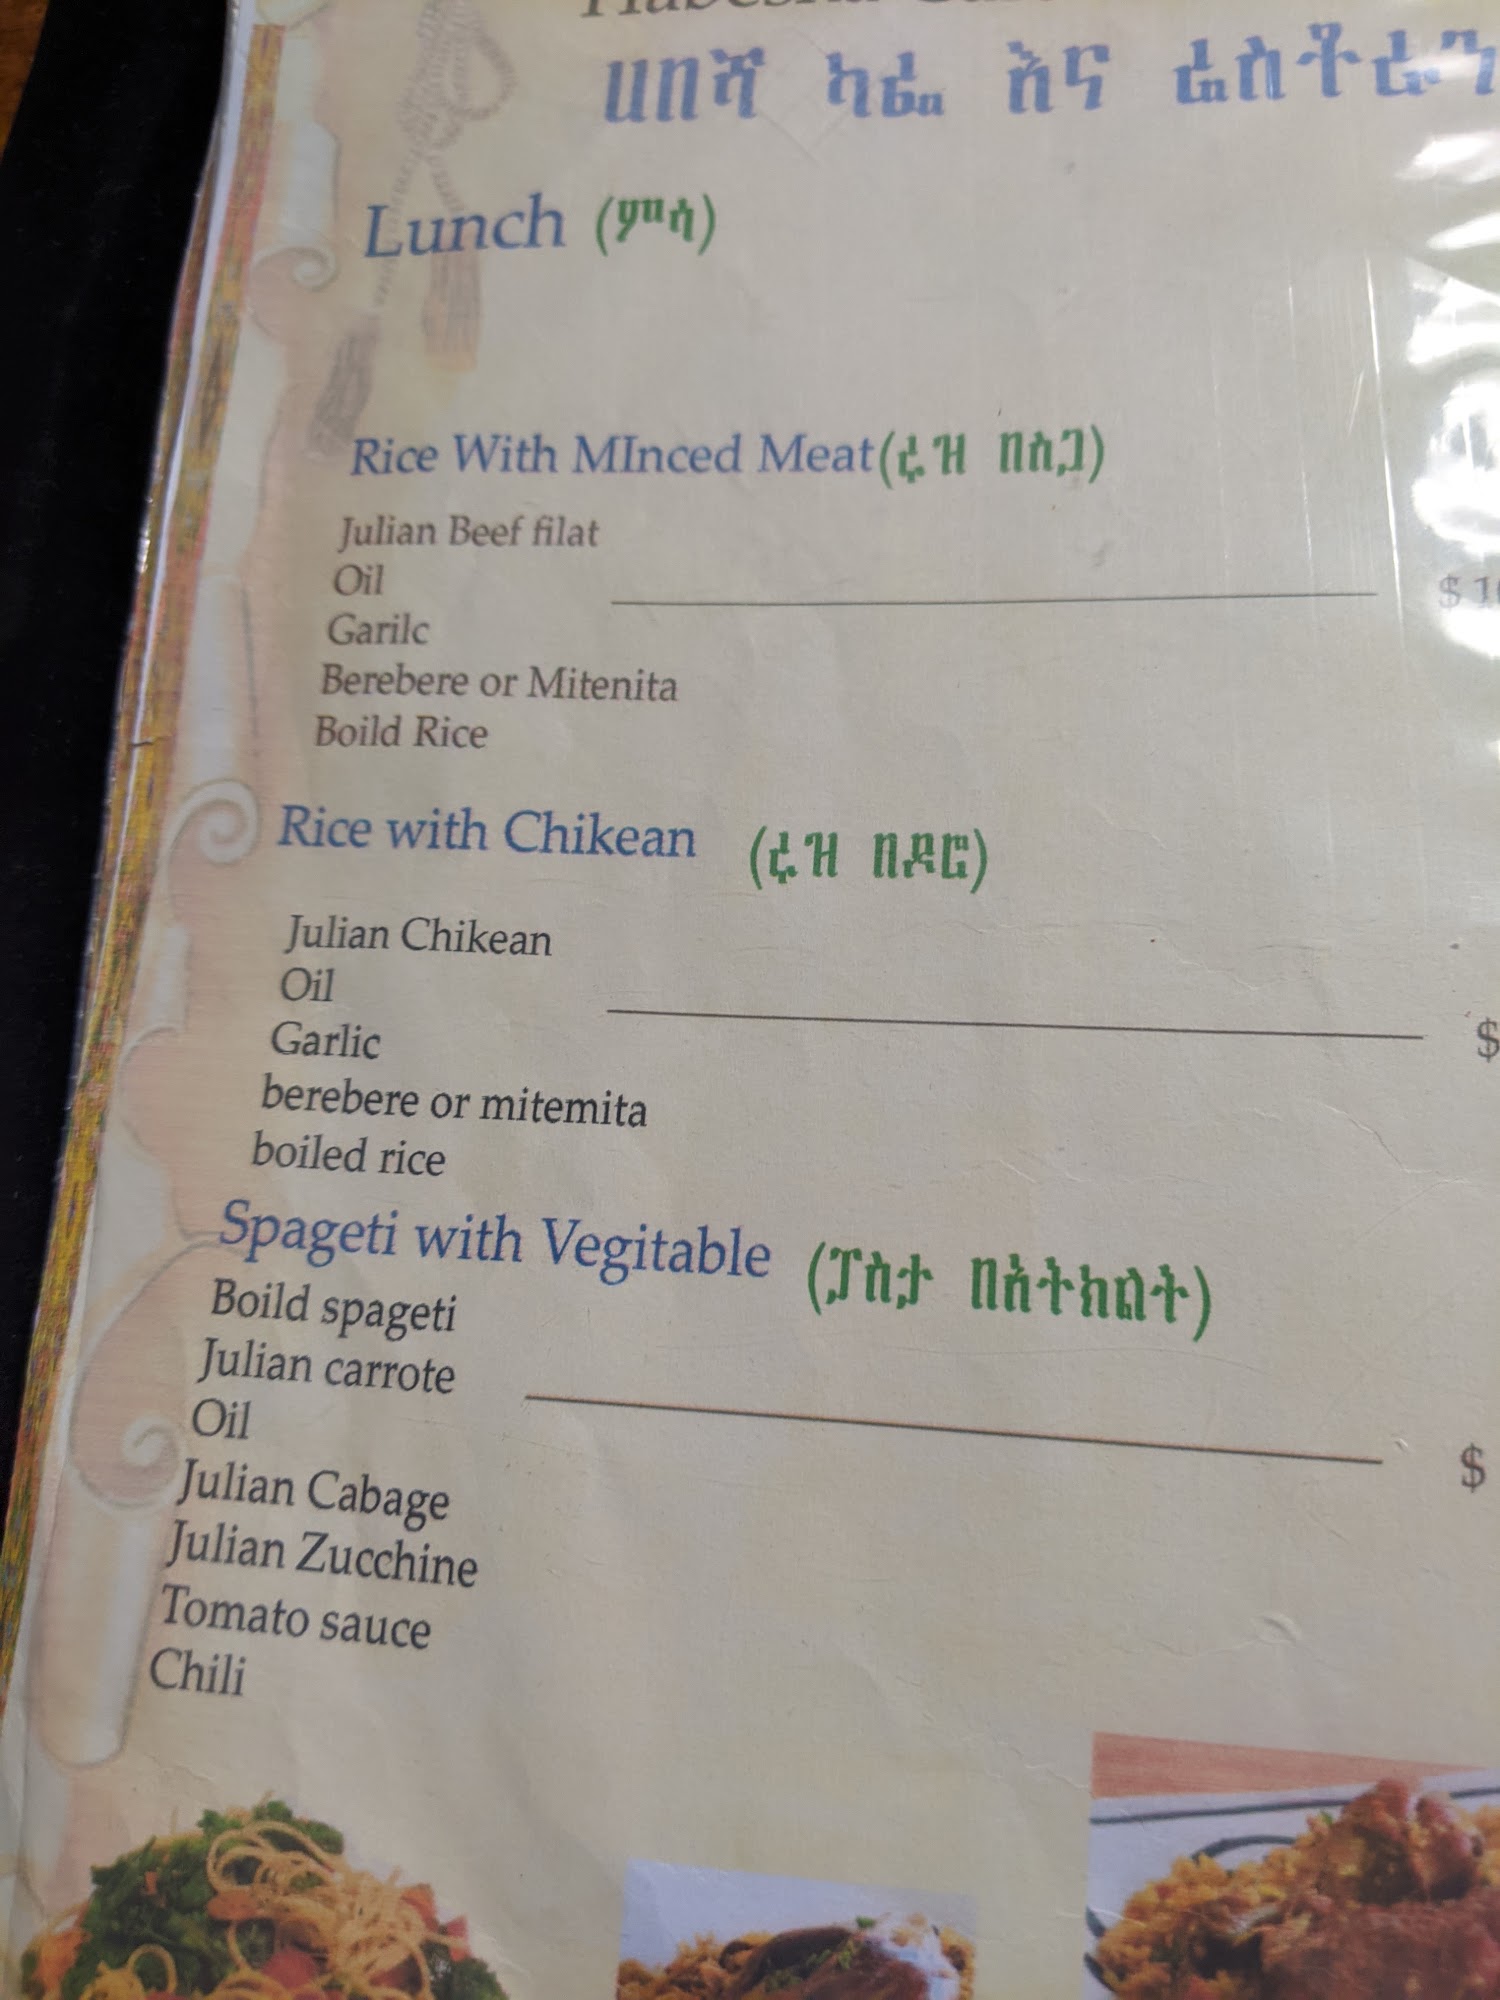 ሀበሻ ካፌ እና ሬስቶራን
Lunch (ምሳ)
Rice With MInced Meat(ሩዝ በስጋ)
Julian Beef filat
Oil
$ 10
Garilc
Berebere or Mitenita
Boild Rice
Rice with Chikean (ሩዝ በዶሮ)
Julian Chikean
Oil
$
Garlic
berebere or mitemita
boiled rice
Spageti with Vegitable (ፓስታ በአትክልት)
Boild spageti
Julian carrote
Oil
$
Julian Cabage
Julian Zucchine
Tomato sauce
Chili